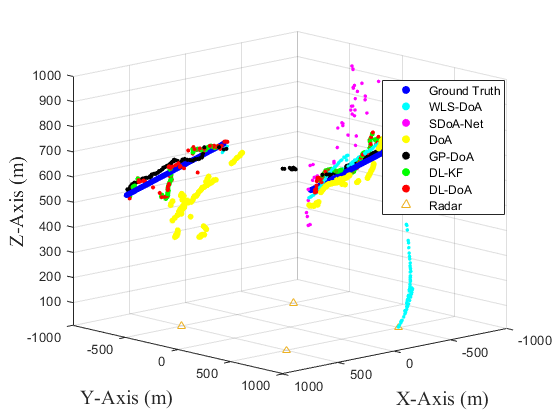 1000
900
800
700
600
500
400
300
200
100
Z-Axis (m)
-1000
-500
0
500
1000
Y-Axis (m)
1000
500
0
-500
-1000
X-Axis (m)
Ground Truth
WLS-DoA
SDoA-Net
DoA
GP-DoA
DL-KF
DL-DoA
Radar